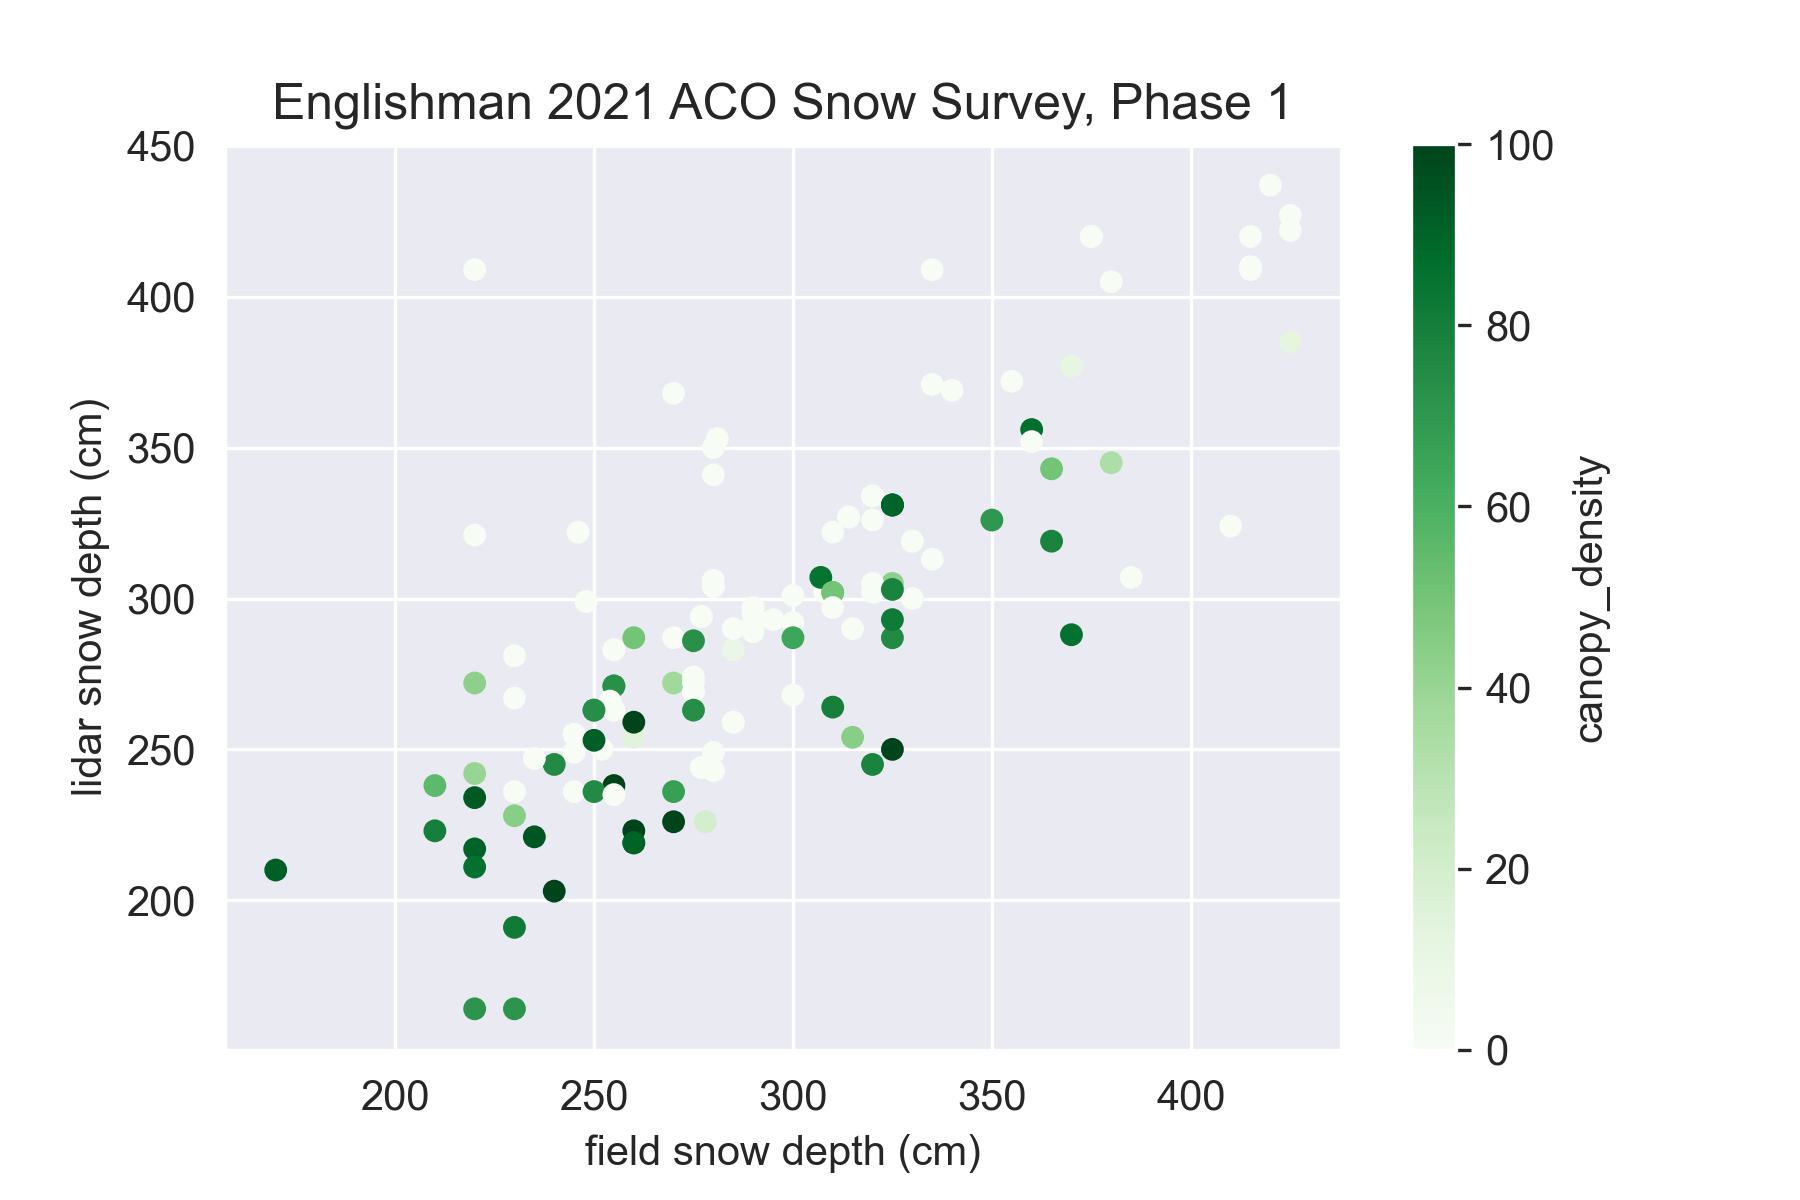 Englishman 2021 ACO Snow Survey, Phase 1
450
400
350
300
250
200
lidar snow depth (cm)
200 250 300 350 400
field snow depth (cm)
100
80
60
40
20
0
canopy_density